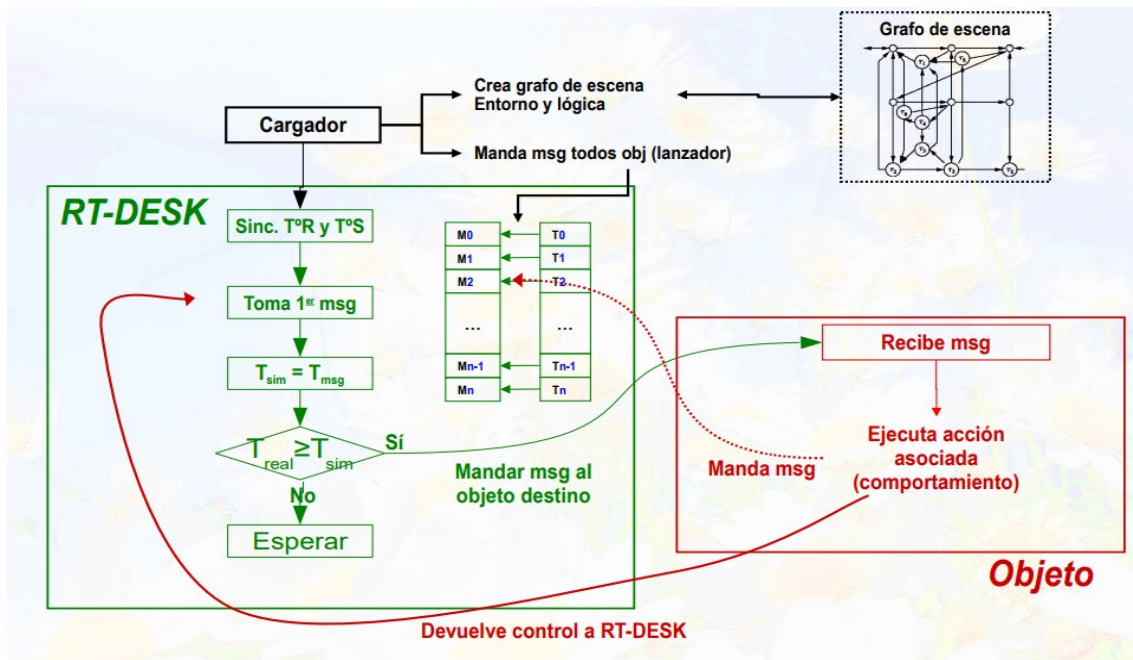 Grafo de escena
Crea grafo de escena
Entorno y lógica
Cargador
Manda msg todos obj (lanzador)
RT-DESK
Sinc. TºR y TºS
M0 T0
M1 T1
M2 T2
... ...
Mn-1 Tn-1
Mn Tn
Toma 1er msg
Tsim = Tmsg
Treal ≥Tsim
Sí
No
Esperar
Mandar msg al
objeto destino
Manda msg
Recibe msg
Ejecuta acción
asociada
(comportamiento)
Objeto
Devuelve control a RT-DESK